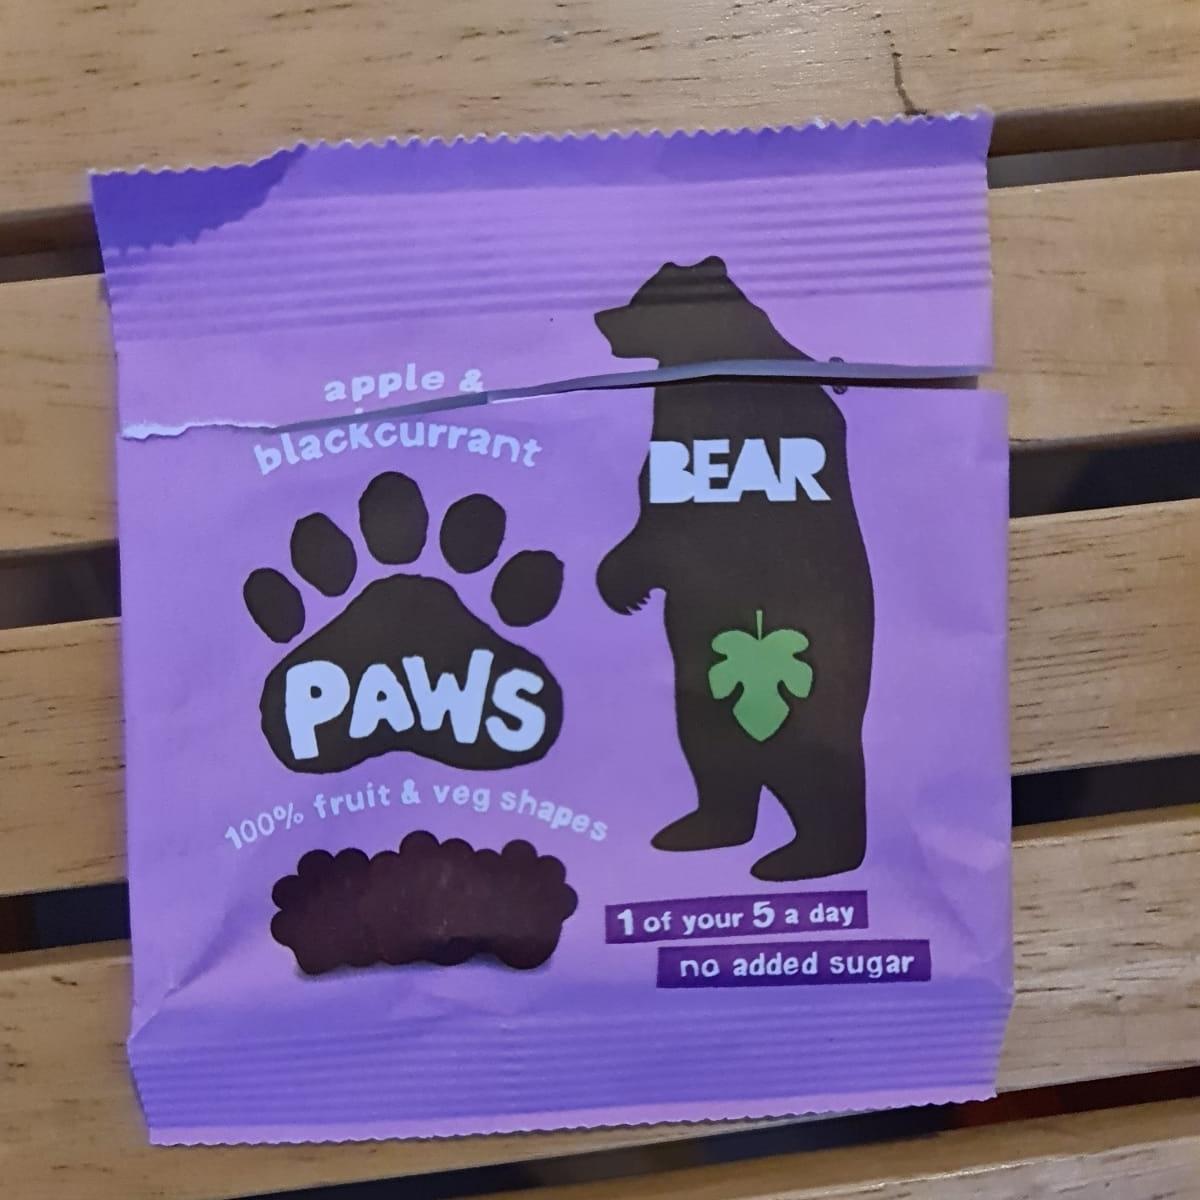 apple &
blackcurrant
BEAR
PAWS
100% fruit & veg shapes
1 of your 5 a day
no added sugar